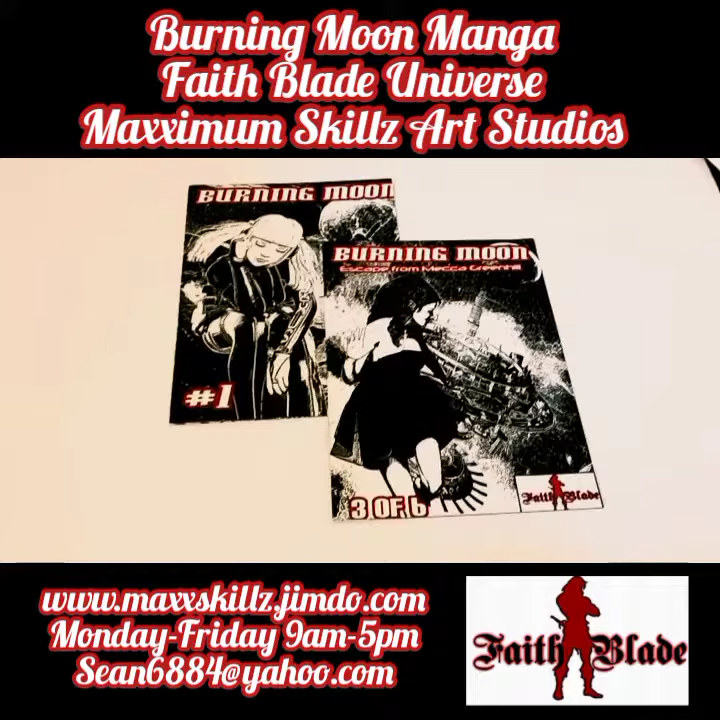 Burning Moon Manga
Faith Blade Universe
Maxximum Skillz Art Studios
BURNING MOON
#1
BURNING MOON
Escape from Mecca Greenhill
3 OF 6
Faith Blade
www.maxxskillz.jimdo.com
Monday-Friday 9am-5pm
Sean6884@yahoo.com
Faith Blade